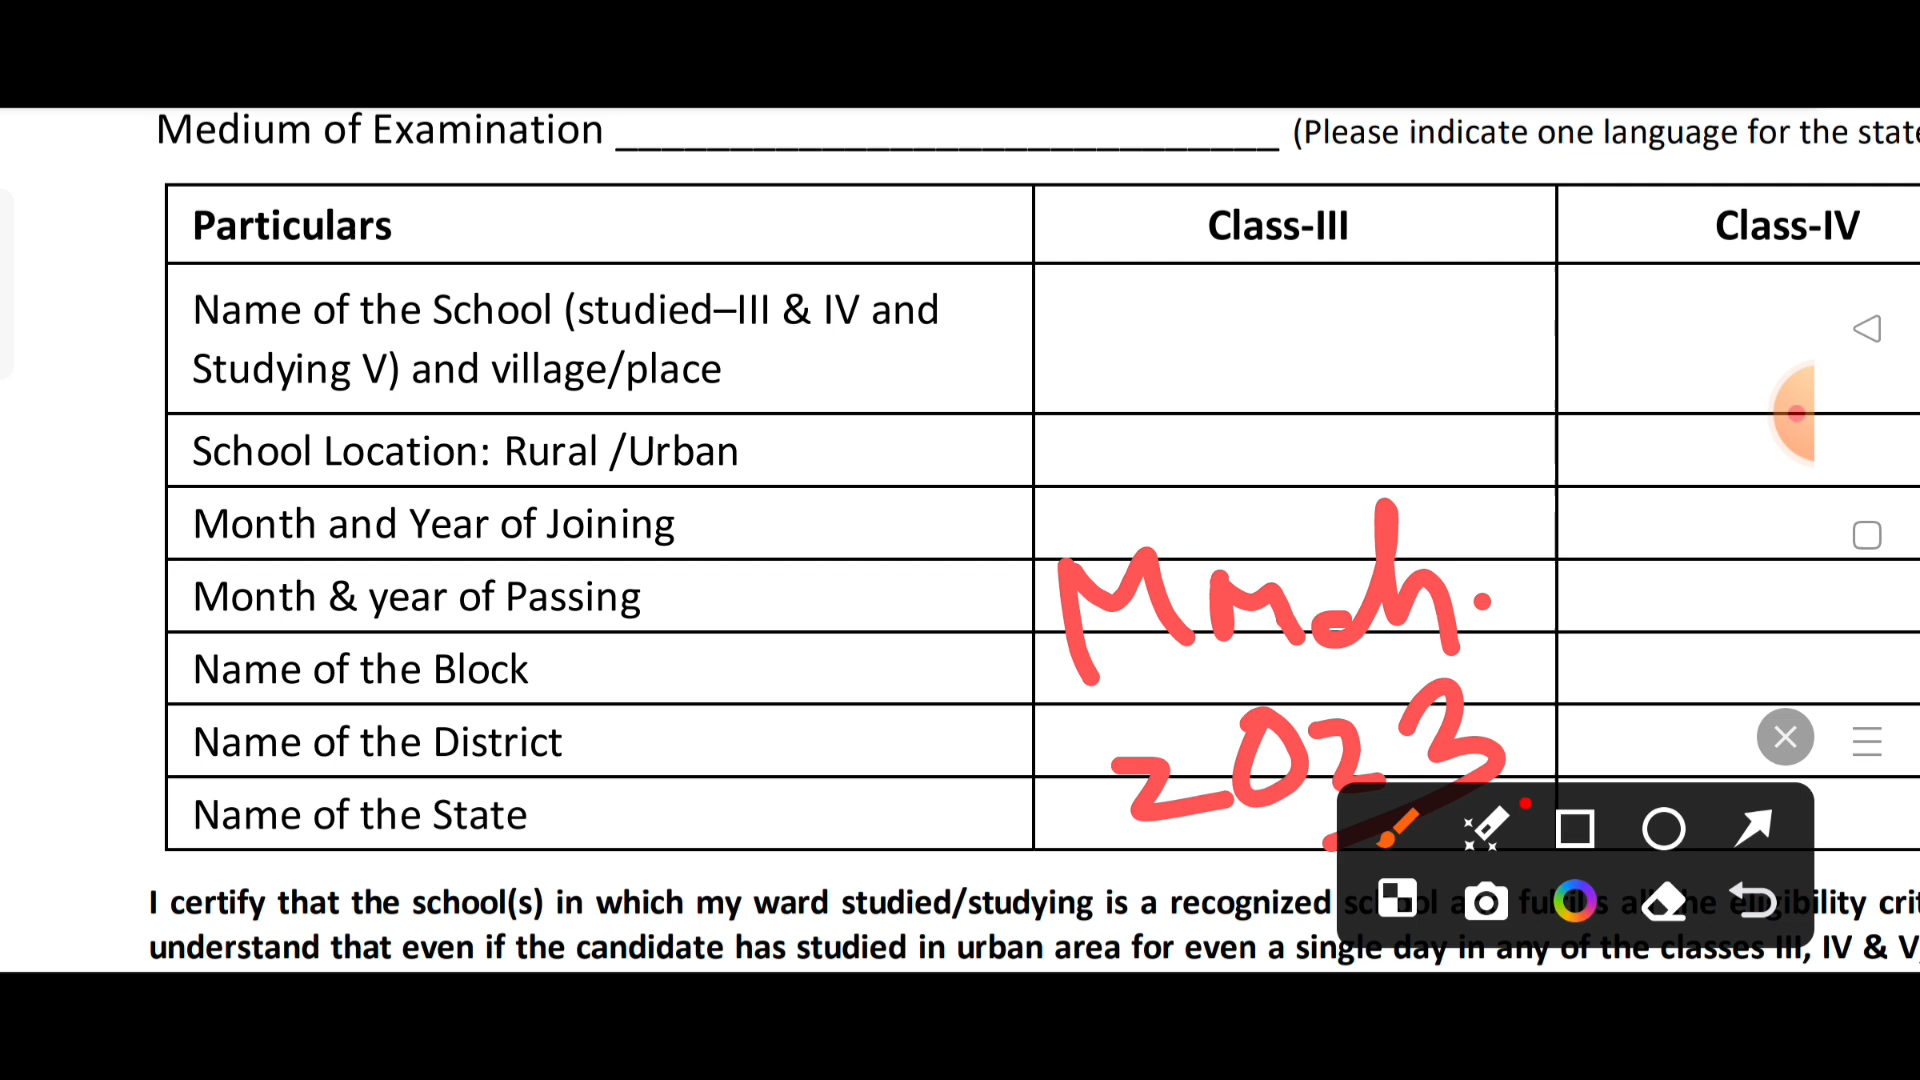 Medium of Examination ____________________________ (Please indicate one language for the state
Particulars Class-III Class-IV
Name of the School (studied–III & IV and
Studying V) and village/place
School Location: Rural /Urban
Month and Year of Joining
Month & year of Passing
Name of the Block
Name of the District
2023
Name of the State
I certify that the school(s) in which my ward studied/studying is a recognized
understand that even if the candidate has studied in urban area for even a single day in any of the classes III, IV & V